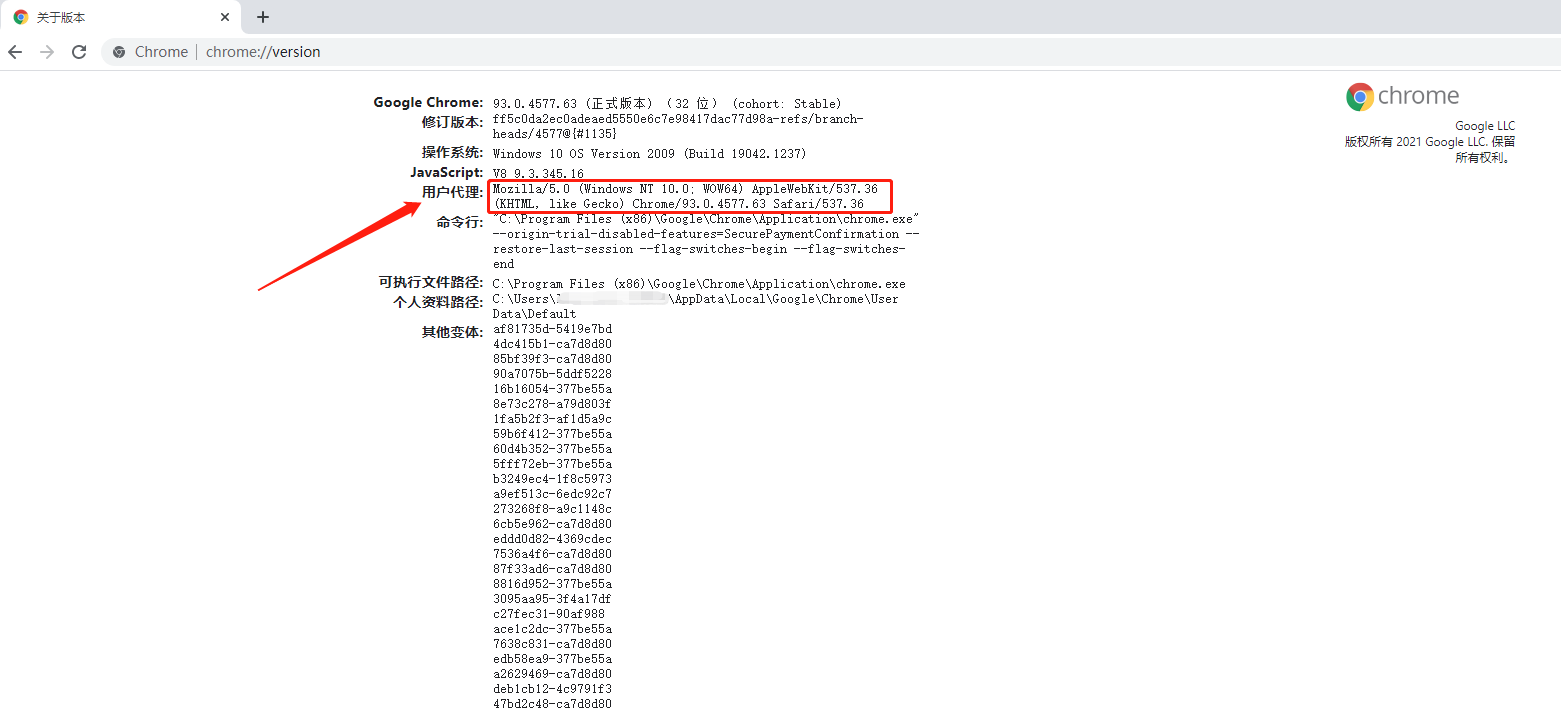 关于版本
Chrome | chrome://version
chrome
Google LLC
版权所有 2021 Google LLC. 保留
所有权利。
Google Chrome: 93.0.4577.63 (正式版本) (32 位) (cohort: Stable)
修订版本: ff5c0da2ec0adeaed5550e6c7e98417dac77d98a-refs/branch-
heads/4577@{#1135}
操作系统: Windows 10 OS Version 2009 (Build 19042.1237)
JavaScript: V8 9.3.345.16
用户代理: Mozilla/5.0 (Windows NT 10.0; WOW64) AppleWebKit/537.36
(KHTML, like Gecko) Chrome/93.0.4577.63 Safari/537.36
命令行: "C:\Program Files (x86)\Google\Chrome\Application\chrome.exe"
--origin-trial-disabled-features=SecurePaymentConfirmation --
restore-last-session --flag-switches-begin --flag-switches-
end
可执行文件路径: C:\Program Files (x86)\Google\Chrome\Application\chrome.exe
个人资料路径: C:\Users\ \AppData\Local\Google\Chrome\User
Data\Default
其他变体: af81735d-5419e7bd
4dc415b1-ca7d8d80
85bf39f3-ca7d8d80
90a7075b-5ddf5228
16b16054-377be55a
8e73c278-a79d803f
1fa5b2f3-af1d5a9c
59b6f412-377be55a
60d4b352-377be55a
5fff72eb-377be55a
b3249ec4-1f8c5973
a9ef513c-6edc92c7
273268f8-a9c1148c
6cb5e962-ca7d8d80
eddd0d82-4369cdec
7536a4f6-ca7d8d80
87f33ad6-ca7d8d80
8816d952-377be55a
3095aa95-3f4a17df
c27fec31-90af988
ace1c2dc-377be55a
7638c831-ca7d8d80
edb58ea9-377be55a
a2629469-ca7d8d80
deb1cb12-4c9791f3
47bd2c48-ca7d8d80